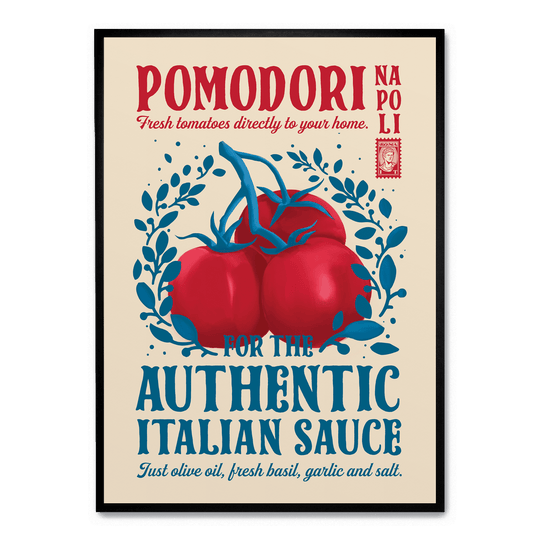 POMODORI
NA
PO
LI
Fresh tomatoes directly to your home.
FOR THE
AUTHENTIC
ITALIAN SAUCE
Just olive oil, fresh basil, garlic and salt.